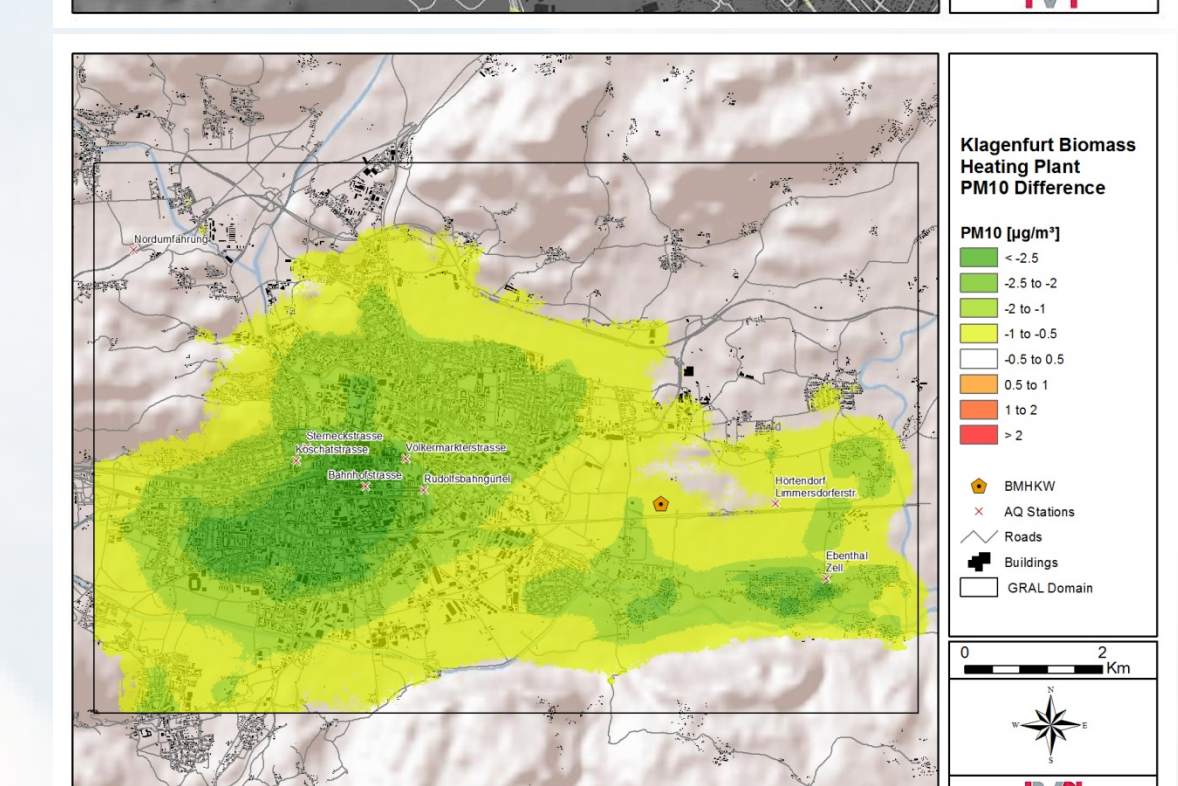 Klagenfurt Biomass
Heating Plant
PM10 Difference
PM10 [µg/m³]
< -2.5
-2.5 to -2
-2 to -1
-1 to -0.5
-0.5 to 0.5
0.5 to 1
1 to 2
> 2
BMHKW
AQ Stations
Roads
Buildings
GRAL Domain
0 2
Km
N
W E
S
Nordumfahrung
Sterneckstrasse
Koschatstrasse
Völkermarkterstrasse
Bahnhofstrasse
Rudolfsbahngürtel
Hörtendorf
Limmersdorferstr.
Ebenthal
Zell